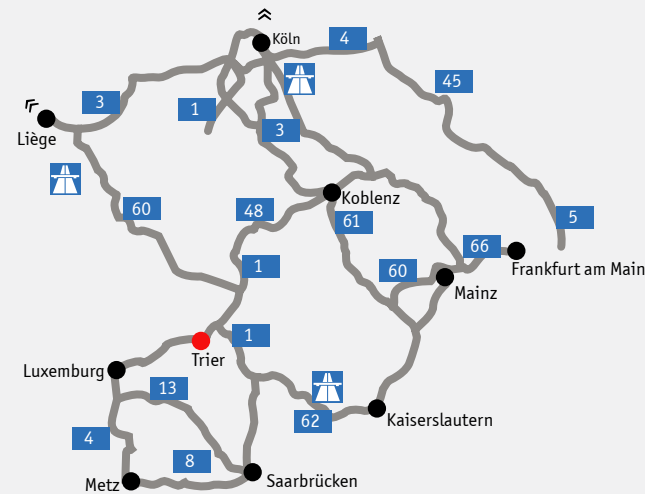 Köln
4
45
3
1
3
Liège
60
48
Koblenz
61
5
66
1
60
Frankfurt am Main
Mainz
1
Trier
Luxemburg
13
62
Kaiserslautern
4
8
Saarbrücken
Metz